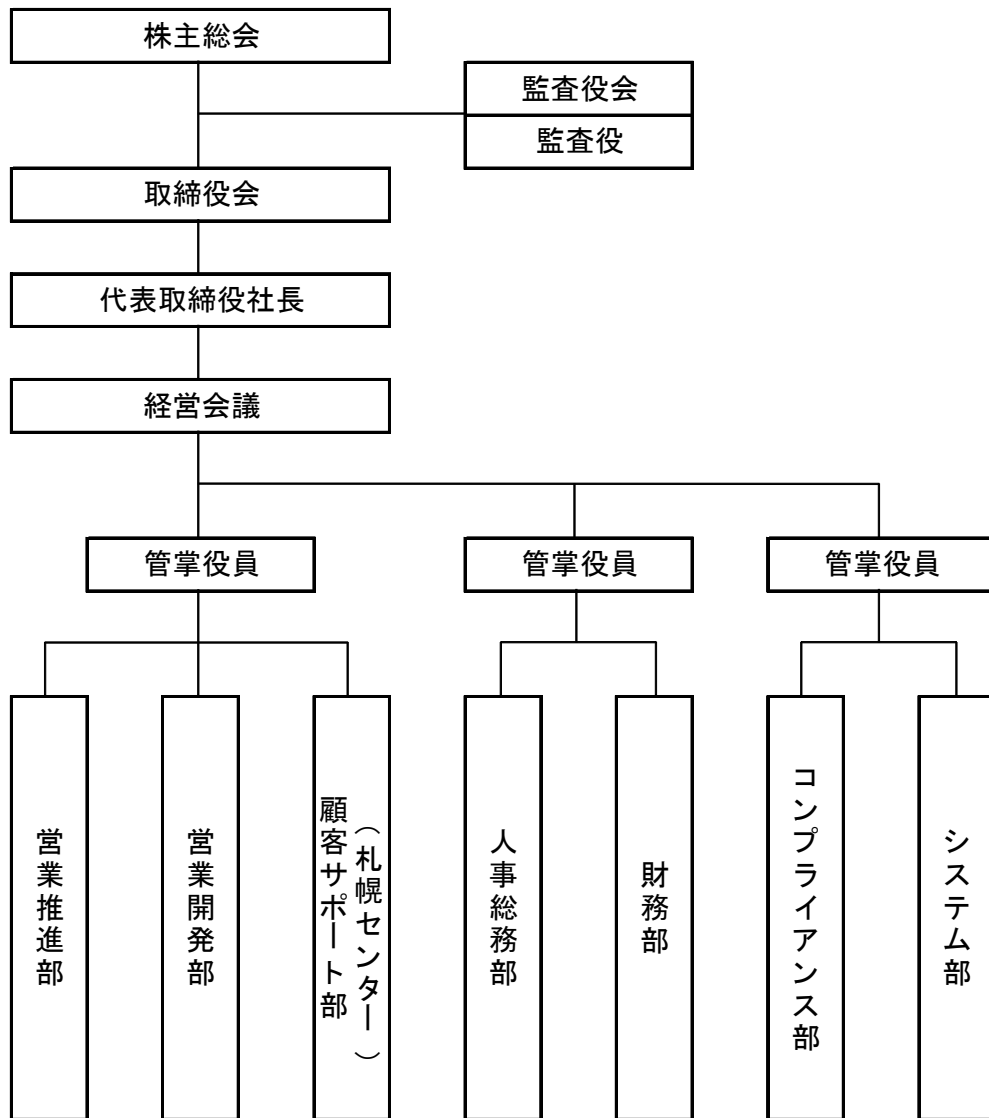 株主総会
監査役会
監査役
取締役会
代表取締役社長
経営会議
管掌役員
管掌役員
管掌役員
営業推進部
営業開発部
顧客サポート部
（札幌センター）
人事総務部
財務部
コンプライアンス部
システム部